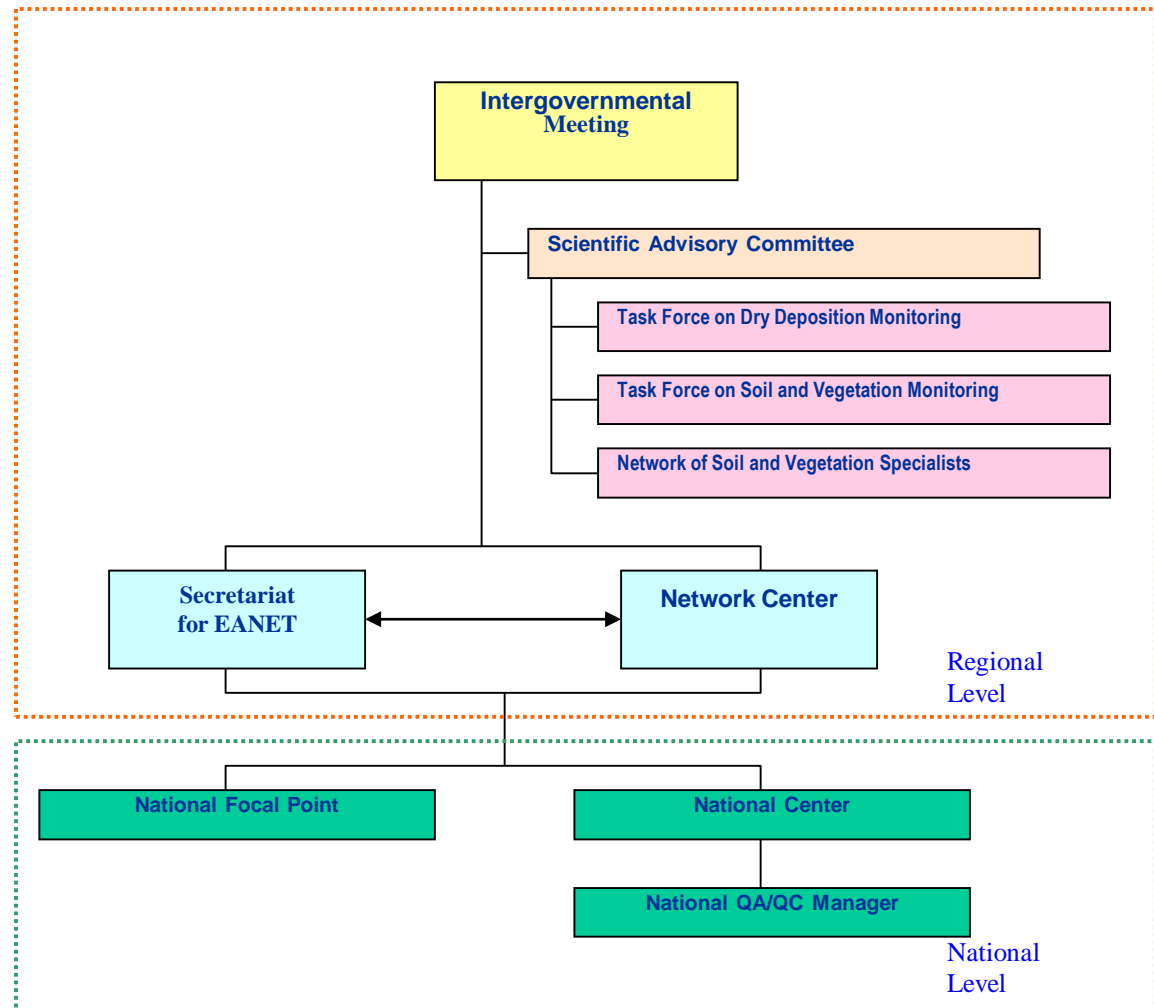 Intergovernmental
Meeting
Scientific Advisory Committee
Task Force on Dry Deposition Monitoring
Task Force on Soil and Vegetation Monitoring
Network of Soil and Vegetation Specialists
Secretariat
for EANET
Network Center
Regional
Level
National Focal Point
National Center
National QA/QC Manager
National
Level